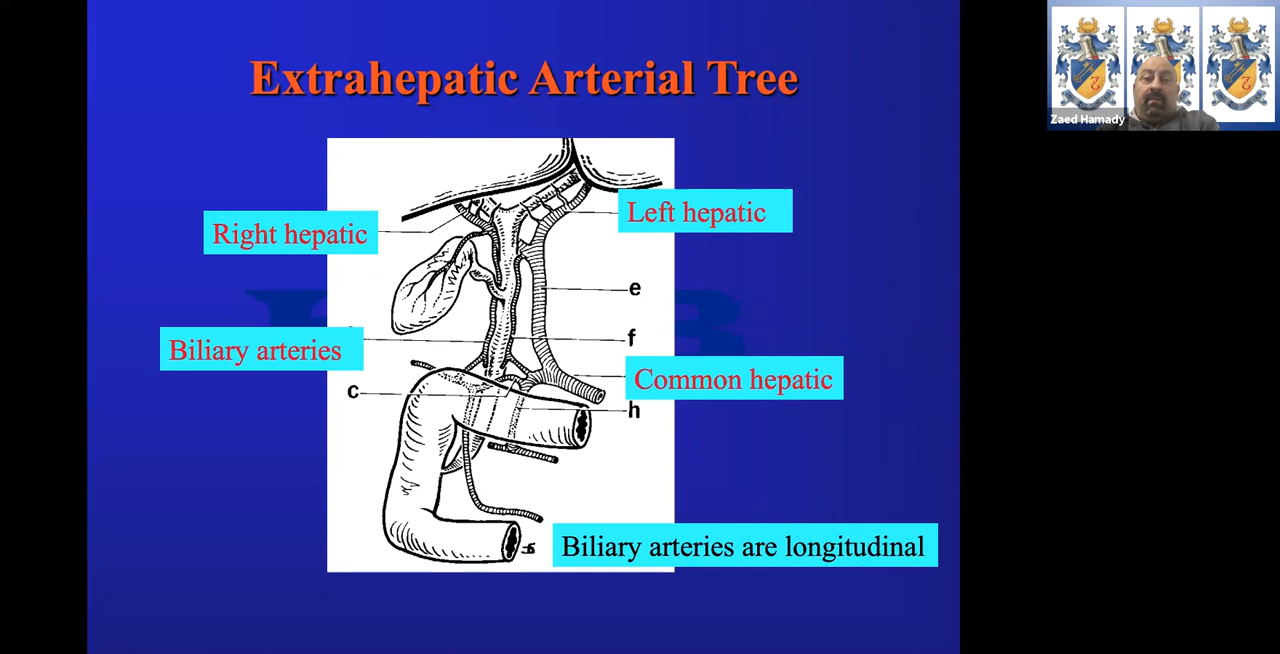 Extrahepatic Arterial Tree
Zaed Hamady
Left hepatic
Right hepatic
e
f
Biliary arteries
Common hepatic
c
h
Biliary arteries are longitudinal